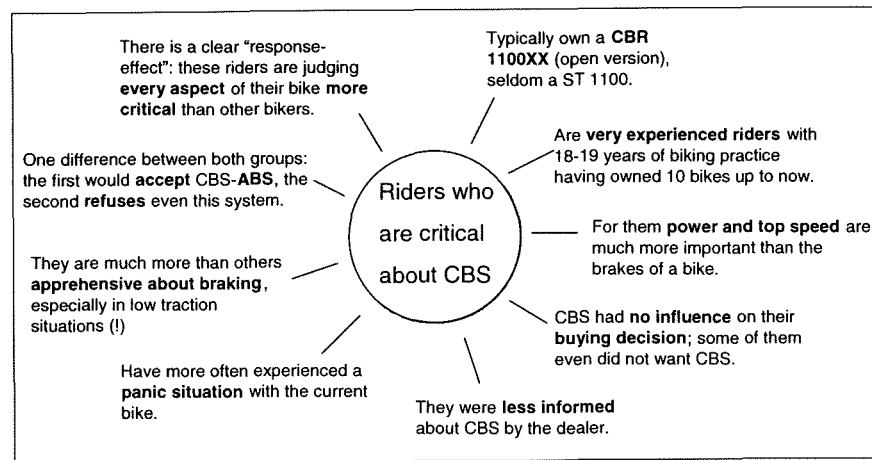 There is a clear “response-
effect”: these riders are judging
every aspect of their bike more
critical than other bikers.
Typically own a CBR
1100XX (open version),
seldom a ST 1100.
Are very experienced riders with
18-19 years of biking practice
having owned 10 bikes up to now.
One difference between both groups:
the first would accept CBS-ABS, the
second refuses even this system.
Riders who
are critical
about CBS
For them power and top speed are
much more important than the
brakes of a bike.
They are much more than others
apprehensive about braking,
especially in low traction
situations (!)
CBS had no influence on their
buying decision; some of them
even did not want CBS.
Have more often experienced a
panic situation with the current
bike.
They were less informed
about CBS by the dealer.